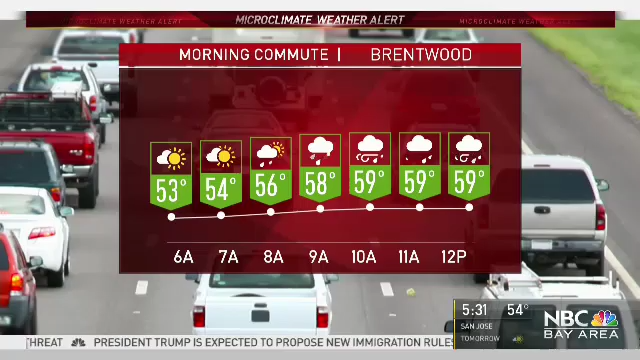 MICROCLIMATE WEATHER ALERT
MORNING COMMUTE | BRENTWOOD
53° 54° 56° 58° 59° 59° 59°
6A 7A 8A 9A 10A 11A 12P
5:31 54°
SAN JOSE
TOMORROW
NBC
BAY AREA
THREAT PRESIDENT TRUMP IS EXPECTED TO PROPOSE NEW IMMIGRATION RULES